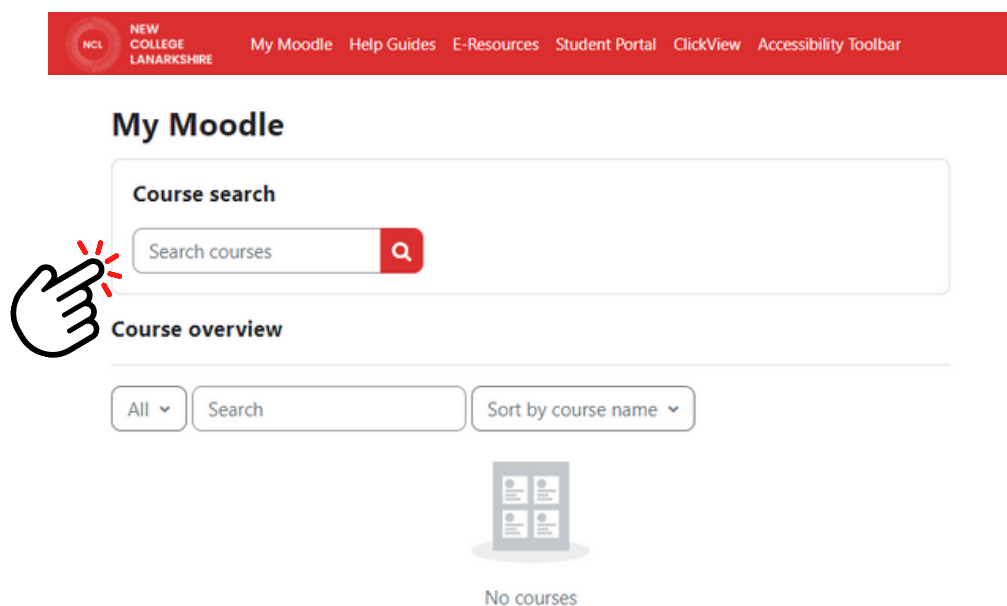 NCL
NEW
COLLEGE
LANARKSHIRE
My Moodle Help Guides E-Resources Student Portal ClickView Accessibility Toolbar
My Moodle
Course search
Search courses
Course overview
All Search Sort by course name
No courses